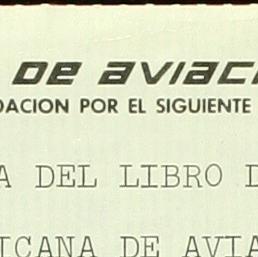 DE AVIAC
DACION POR EL SIGUIENTE
A DEL LIBRO D
ICANA DE AVIA